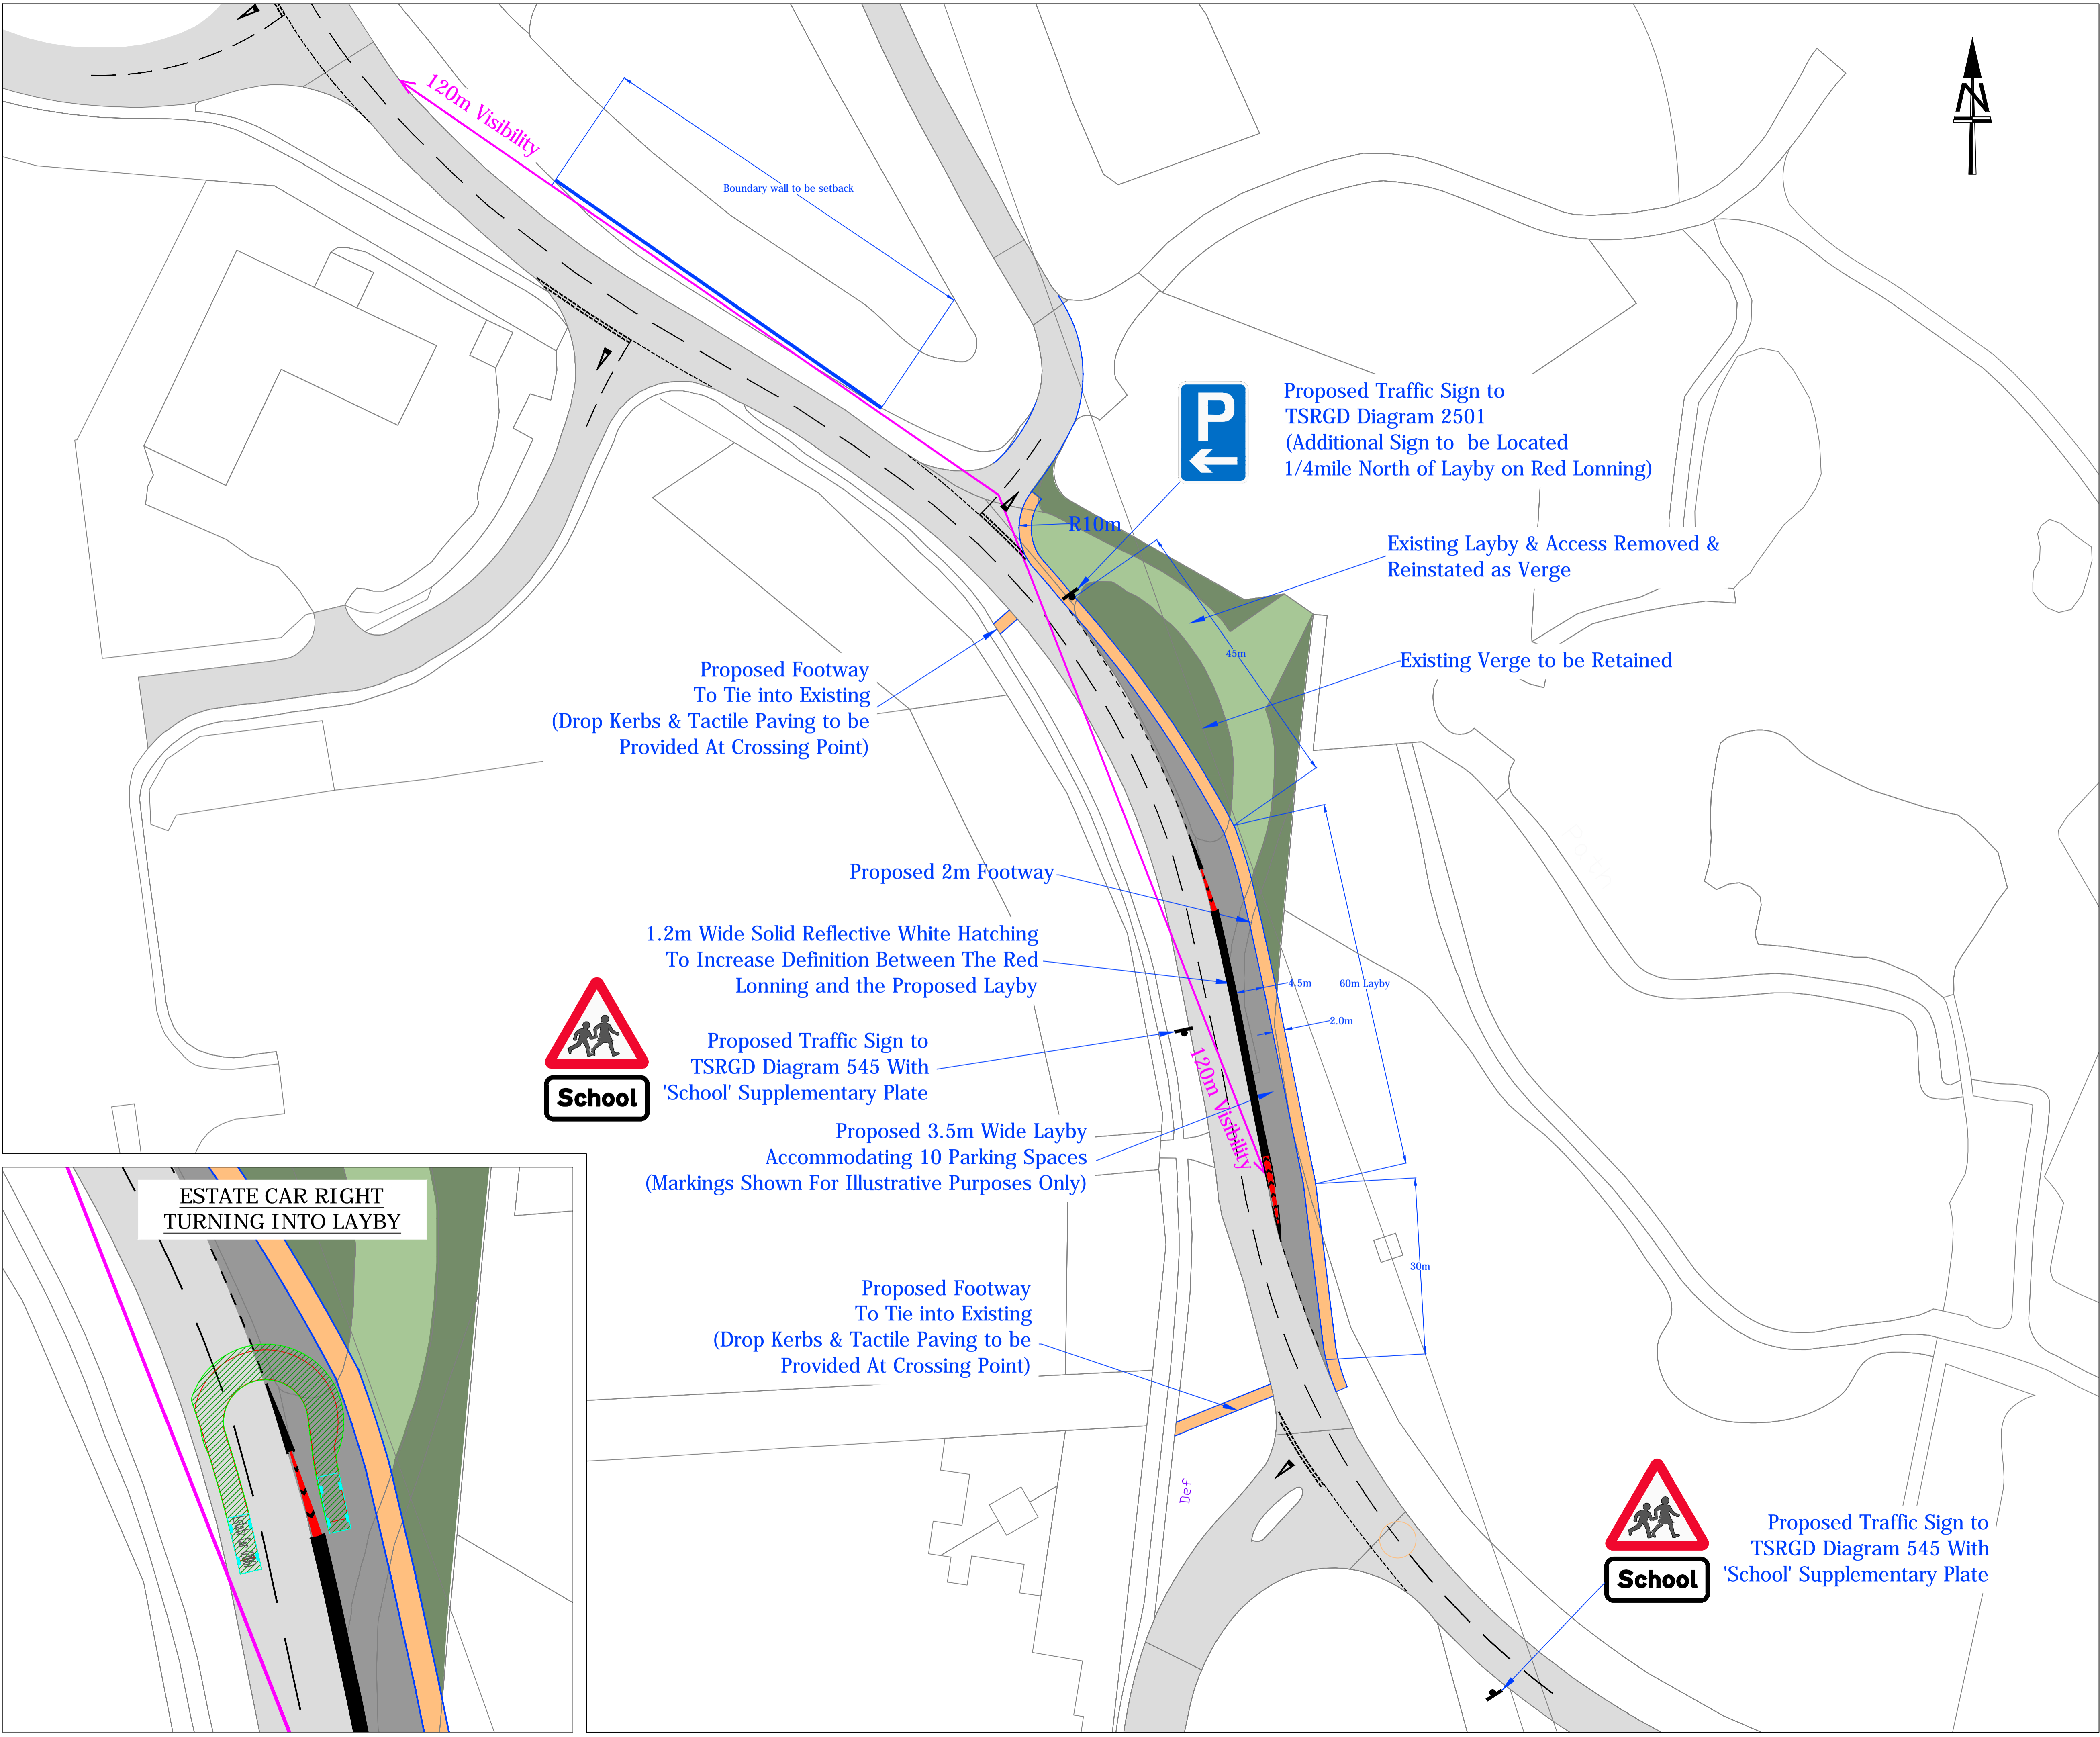 120m Visibility
Boundary wall to be setback
N
P
Proposed Traffic Sign to
TSRGD Diagram 2501
(Additional Sign to be Located
1/4mile North of Layby on Red Lonning)
R10m
Existing Layby & Access Removed &
Reinstated as Verge
45m
Existing Verge to be Retained
Proposed Footway
To Tie into Existing
(Drop Kerbs & Tactile Paving to be
Provided At Crossing Point)
Proposed 2m Footway
1.2m Wide Solid Reflective White Hatching
To Increase Definition Between The Red
Lonning and the Proposed Layby
4.5m
60m Layby
2.0m
School
Proposed Traffic Sign to
TSRGD Diagram 545 With
'School' Supplementary Plate
120m Visibility
Proposed 3.5m Wide Layby
Accommodating 10 Parking Spaces
(Markings Shown For Illustrative Purposes Only)
ESTATE CAR RIGHT
TURNING INTO LAYBY
30m
Proposed Footway
To Tie into Existing
(Drop Kerbs & Tactile Paving to be
Provided At Crossing Point)
Def
School
Proposed Traffic Sign to
TSRGD Diagram 545 With
'School' Supplementary Plate